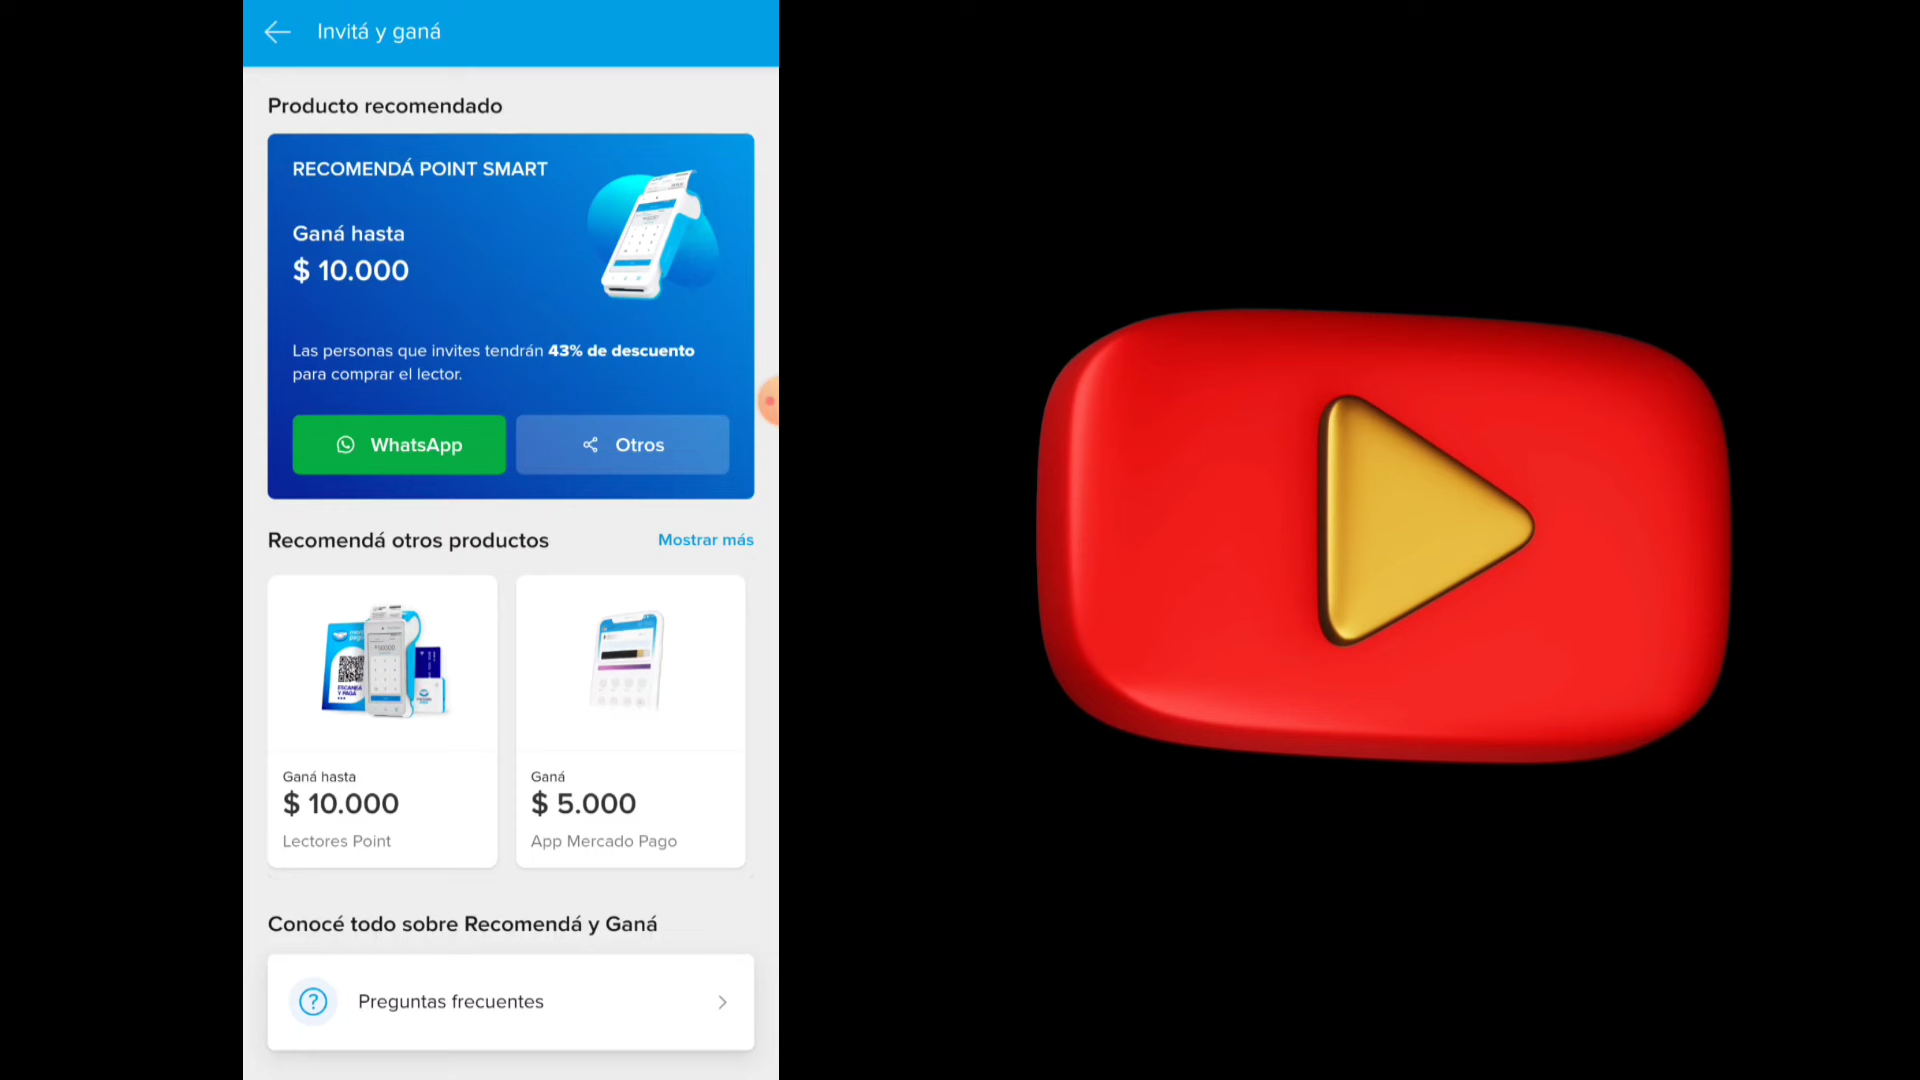 Invitá y ganá
Producto recomendado
RECOMENDÁ POINT SMART
Ganá hasta
$ 10.000
Las personas que invites tendrán 43% de descuento
para comprar el lector.
WhatsApp
Otros
Recomendá otros productos
Mostrar más
ESCANEÁ
Y PAGÁ
Ganá hasta
$ 10.000
Lectores Point
Ganá
$ 5.000
App Mercado Pago
Conocé todo sobre Recomendá y Ganá
Preguntas frecuentes